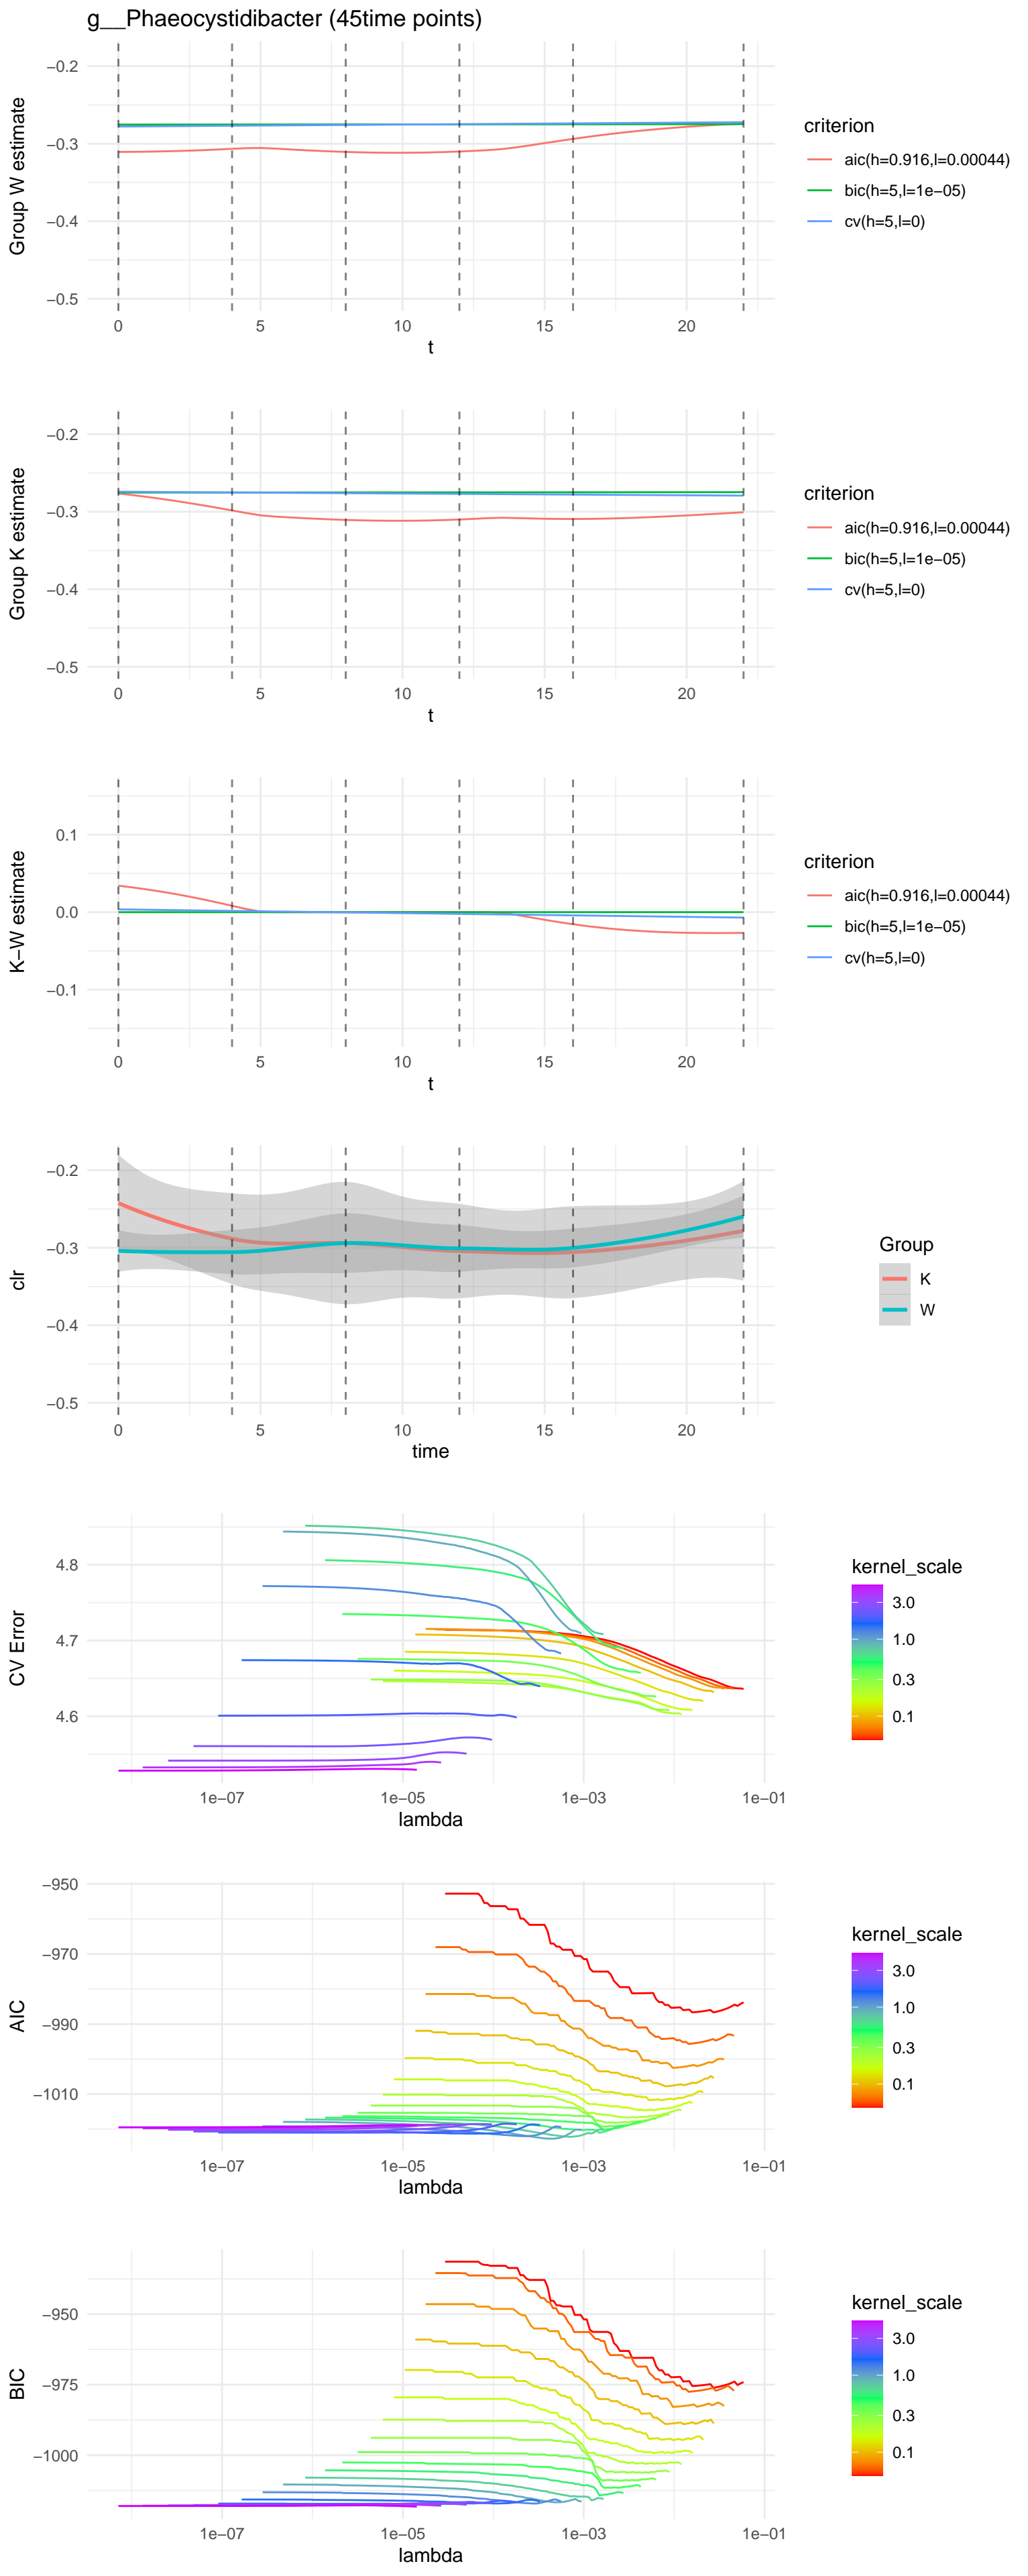 g__Phaeocystidibacter (45time points)
Group W estimate
−0.2
−0.3
−0.4
−0.5
0 5 10 15 20
t
criterion
aic(h=0.916,l=0.00044)
bic(h=5,l=1e−05)
cv(h=5,l=0)
Group K estimate
−0.2
−0.3
−0.4
−0.5
0 5 10 15 20
t
criterion
aic(h=0.916,l=0.00044)
bic(h=5,l=1e−05)
cv(h=5,l=0)
K−W estimate
0.1
0.0
−0.1
0 5 10 15 20
t
criterion
aic(h=0.916,l=0.00044)
bic(h=5,l=1e−05)
cv(h=5,l=0)
clr
−0.2
−0.3
−0.4
−0.5
0 5 10 15 20
time
Group
K
W
CV Error
4.8
4.7
4.6
1e−07 1e−05 1e−03 1e−01
lambda
kernel_scale
3.0
1.0
0.3
0.1
AIC
−950
−970
−990
−1010
1e−07 1e−05 1e−03 1e−01
lambda
kernel_scale
3.0
1.0
0.3
0.1
BIC
−950
−975
−1000
1e−07 1e−05 1e−03 1e−01
lambda
kernel_scale
3.0
1.0
0.3
0.1